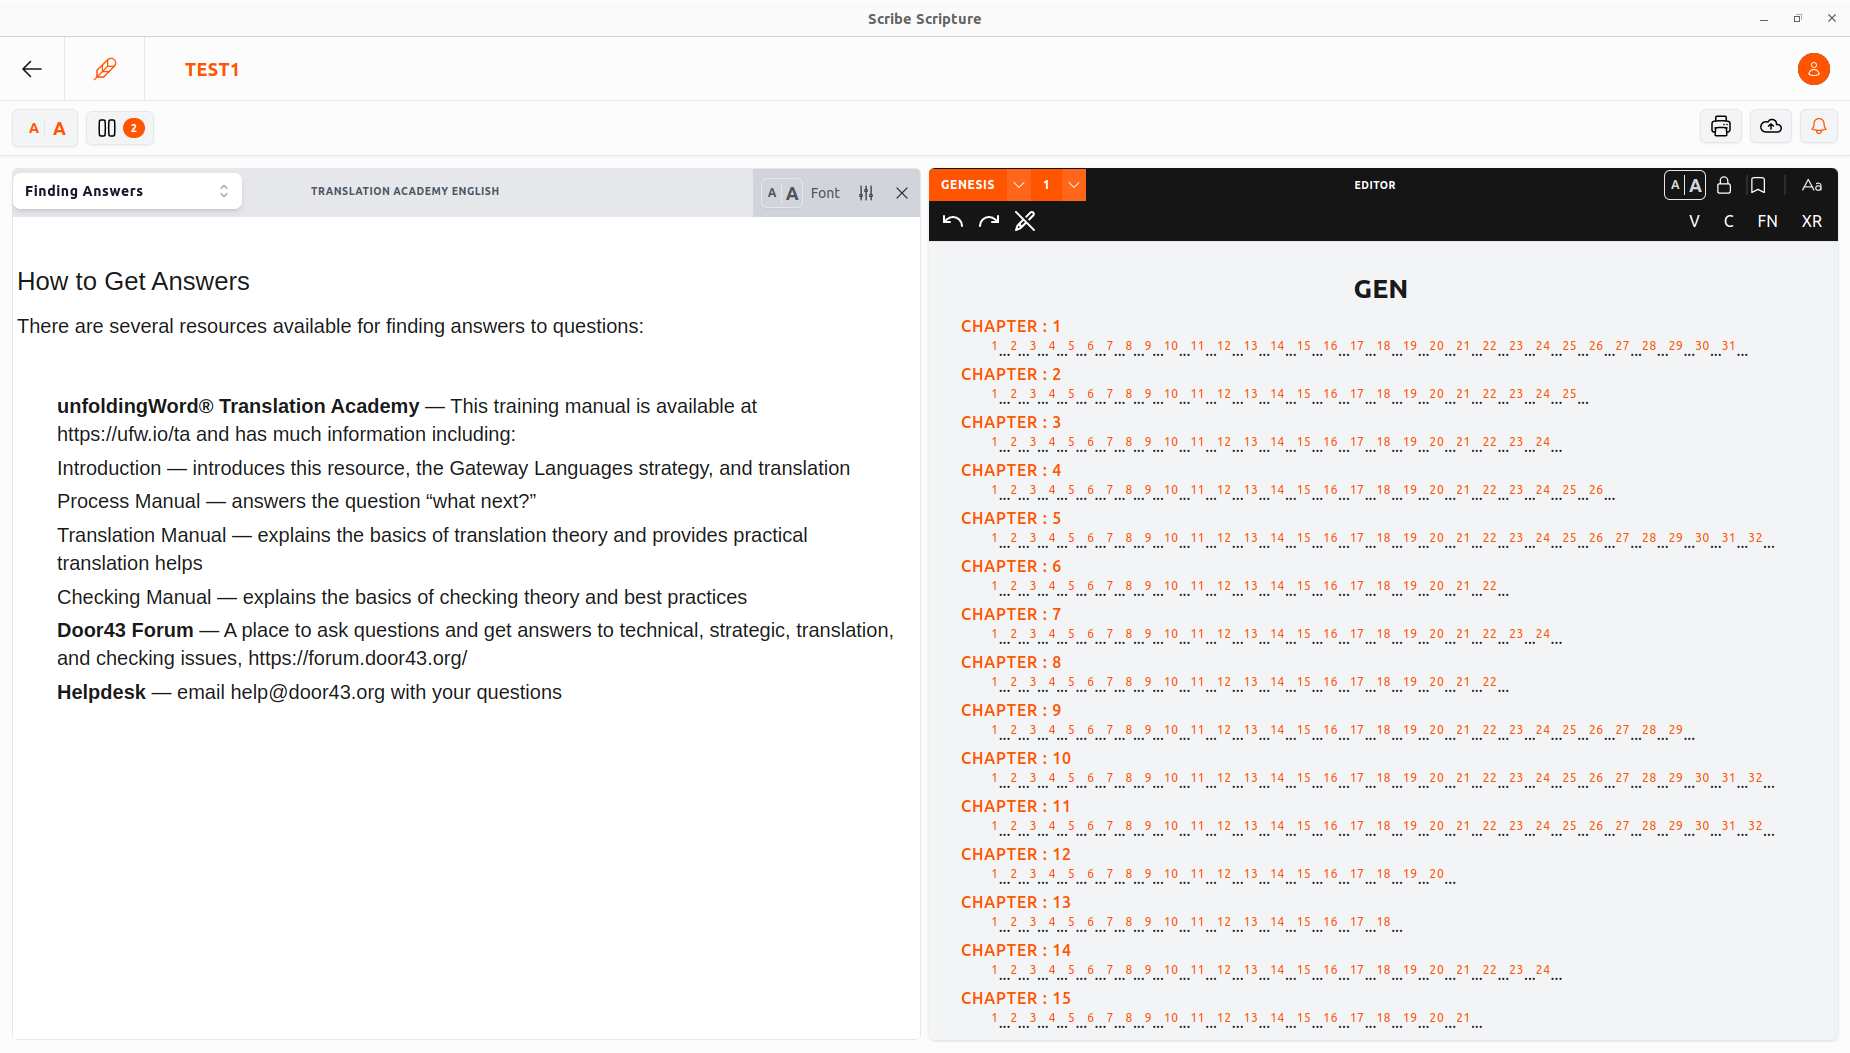 Scribe Scripture
TEST1
A A
2
Finding Answers
TRANSLATION ACADEMY ENGLISH
A A Font
How to Get Answers
There are several resources available for finding answers to questions:
unfoldingWord® Translation Academy — This training manual is available at
https://ufw.io/ta and has much information including:
Introduction — introduces this resource, the Gateway Languages strategy, and translation
Process Manual — answers the question “what next?”
Translation Manual — explains the basics of translation theory and provides practical
translation helps
Checking Manual — explains the basics of checking theory and best practices
Door43 Forum — A place to ask questions and get answers to technical, strategic, translation,
and checking issues, https://forum.door43.org/
Helpdesk — email help@door43.org with your questions
GENESIS 1
EDITOR
A A Aa
V C FN XR
GEN
CHAPTER : 1
1...2...3...4...5...6...7...8...9...10...11...12...13...14...15...16...17...18...19...20...21...22...23...24...25...26...27...28...29...30...31...
CHAPTER : 2
1...2...3...4...5...6...7...8...9...10...11...12...13...14...15...16...17...18...19...20...21...22...23...24...25...
CHAPTER : 3
1...2...3...4...5...6...7...8...9...10...11...12...13...14...15...16...17...18...19...20...21...22...23...24...
CHAPTER : 4
1...2...3...4...5...6...7...8...9...10...11...12...13...14...15...16...17...18...19...20...21...22...23...24...25...26...
CHAPTER : 5
1...2...3...4...5...6...7...8...9...10...11...12...13...14...15...16...17...18...19...20...21...22...23...24...25...26...27...28...29...30...31...32...
CHAPTER : 6
1...2...3...4...5...6...7...8...9...10...11...12...13...14...15...16...17...18...19...20...21...22...
CHAPTER : 7
1...2...3...4...5...6...7...8...9...10...11...12...13...14...15...16...17...18...19...20...21...22...23...24...
CHAPTER : 8
1...2...3...4...5...6...7...8...9...10...11...12...13...14...15...16...17...18...19...20...21...22...
CHAPTER : 9
1...2...3...4...5...6...7...8...9...10...11...12...13...14...15...16...17...18...19...20...21...22...23...24...25...26...27...28...29...
CHAPTER : 10
1...2...3...4...5...6...7...8...9...10...11...12...13...14...15...16...17...18...19...20...21...22...23...24...25...26...27...28...29...30...31...32...
CHAPTER : 11
1...2...3...4...5...6...7...8...9...10...11...12...13...14...15...16...17...18...19...20...21...22...23...24...25...26...27...28...29...30...31...32...
CHAPTER : 12
1...2...3...4...5...6...7...8...9...10...11...12...13...14...15...16...17...18...19...20...
CHAPTER : 13
1...2...3...4...5...6...7...8...9...10...11...12...13...14...15...16...17...18...
CHAPTER : 14
1...2...3...4...5...6...7...8...9...10...11...12...13...14...15...16...17...18...19...20...21...22...23...24...
CHAPTER : 15
1...2...3...4...5...6...7...8...9...10...11...12...13...14...15...16...17...18...19...20...21...